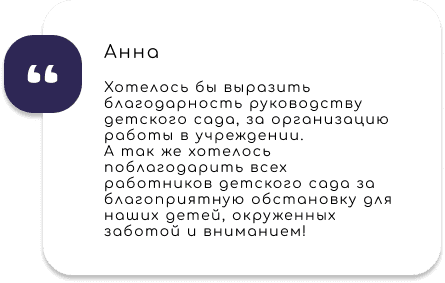 “
Анна
Хотелось бы выразить
благодарность руководству
детского сада, за организацию
работы в учреждении.
А так же хотелось
поблагодарить всех
работников детского сада за
благоприятную обстановку для
наших детей, окруженных
заботой и вниманием!